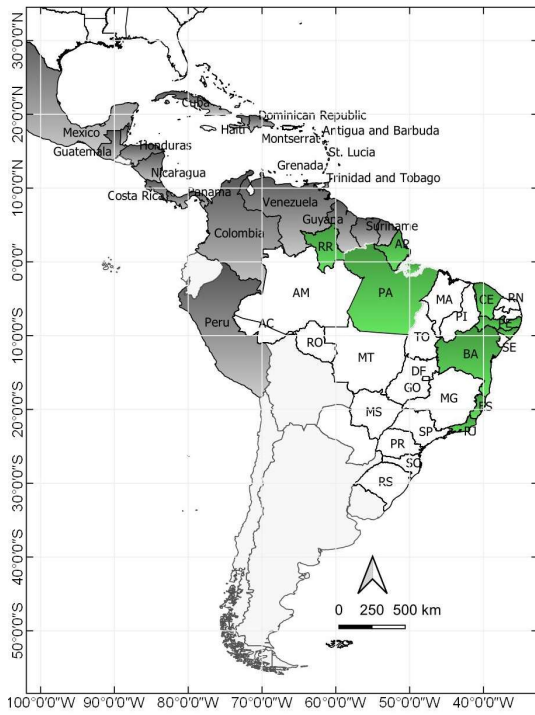 30°0'0"N
20°0'0"N
10°0'0"N
0°0'0"
10°0'0"S
20°0'0"S
30°0'0"S
40°0'0"S
50°0'0"S
Cuba
Dominican Republic
Mexico
Haiti
Montserrat
Antigua and Barbuda
Guatemala
Honduras
St. Lucia
Nicaragua
Grenada
Costa Rica
Panama
Trinidad and Tobago
Venezuela
Guyana
Suriname
Colombia
RR
AP
AM
PA
MA
CE
RN
PI
PE
Peru
AC
RO
TO
SE
BA
MT
DF
GO
MG
ES
MS
SP
RJ
PR
SC
RS
0 250 500 km
100°0'0"W 90°0'0"W 80°0'0"W 70°0'0"W 60°0'0"W 50°0'0"W 40°0'0"W